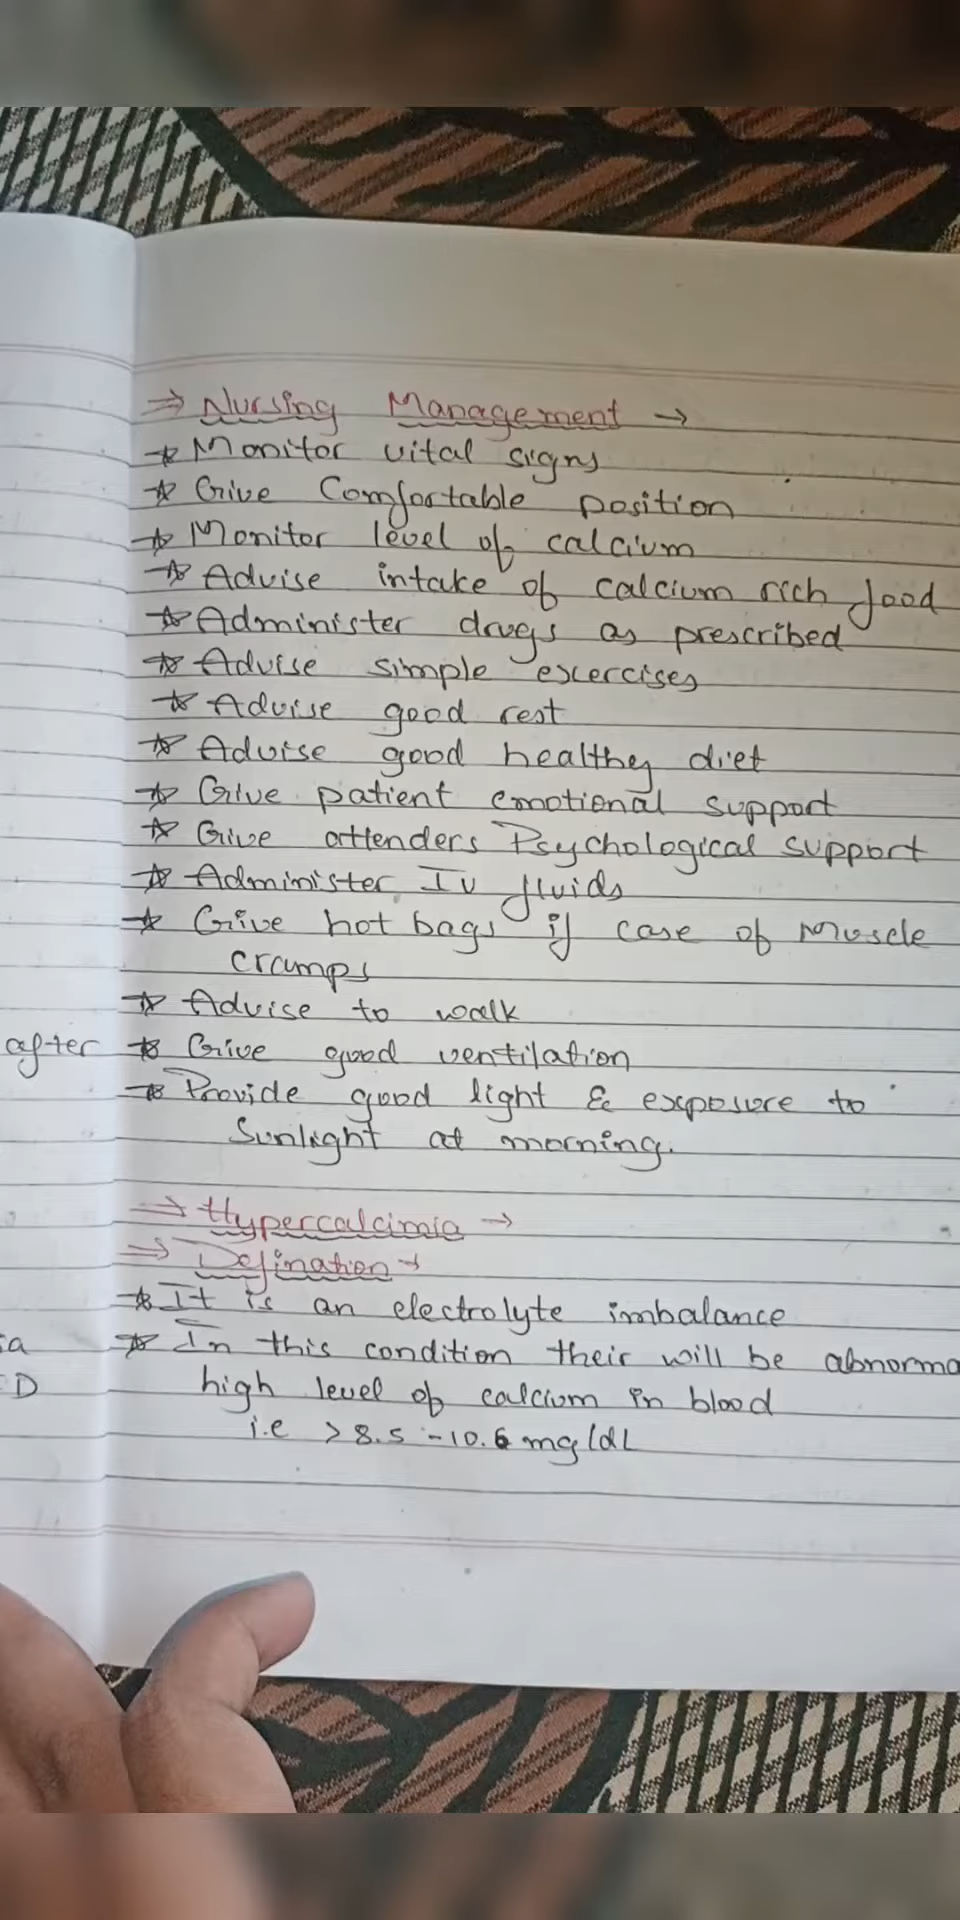 ⇒ Nursing Management →
☆ Monitor vital signs
☆ Give Comfortable position
☆ Monitor level of calcium
☆ Advise intake of calcium rich food
☆ Administer drugs as prescribed
☆ Advise simple exercises
☆ Advise good rest
☆ Advise good healthy diet
☆ Give patient emotional support
☆ Give attenders Psychological support
☆ Administer IV fluids
☆ Give hot bags if case of muscle
cramps
☆ Advise to walk
after
☆ Give good ventilation
☆ Provide good light & exposure to
Sunlight at morning.
⇒ Hypercalcimia →
⇒ Defination →
☆ It is an electrolyte imbalance
ia
☆ In this condition their will be abnorma
D
high level of calcium in blood
i.e > 8.5 - 10.6 mg/dL